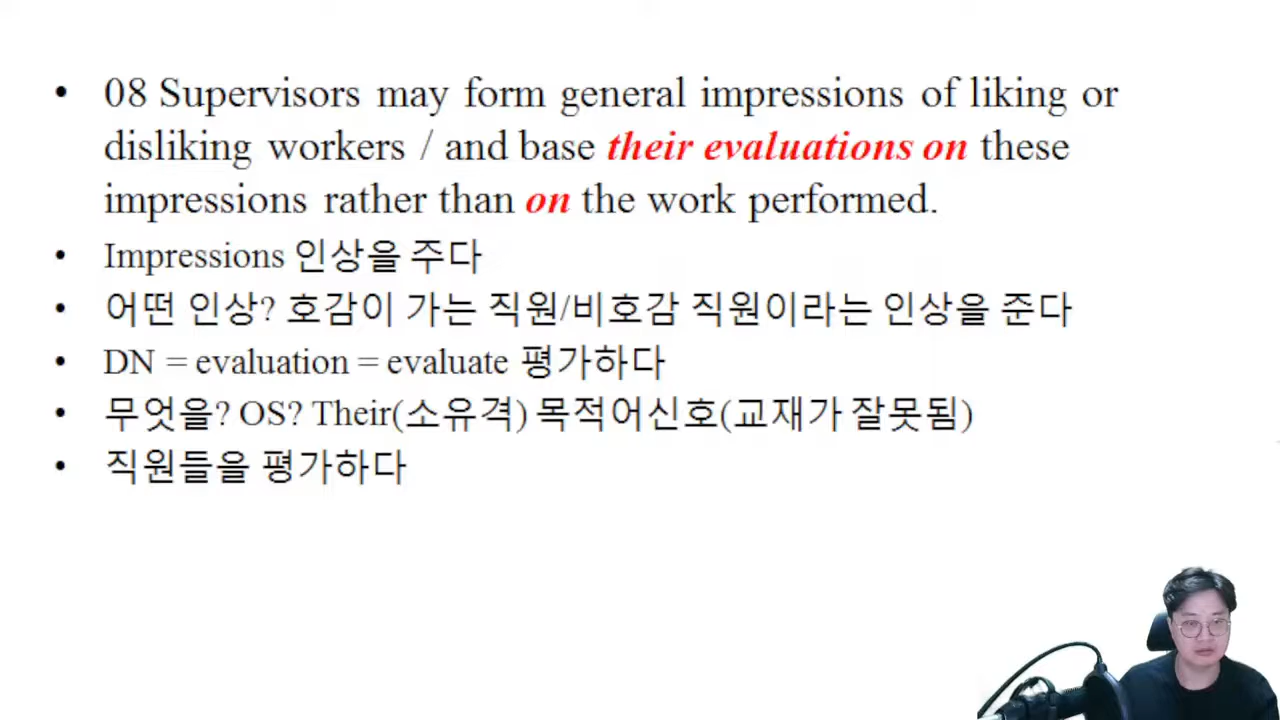 • 08 Supervisors may form general impressions of liking or
disliking workers / and base their evaluations on these
impressions rather than on the work performed.
• Impressions 인상을 주다
• 어떤 인상? 호감이 가는 직원/비호감 직원이라는 인상을 준다
• DN = evaluation = evaluate 평가하다
• 무엇을? OS? Their(소유격) 목적어신호(교재가 잘못됨)
• 직원들을 평가하다